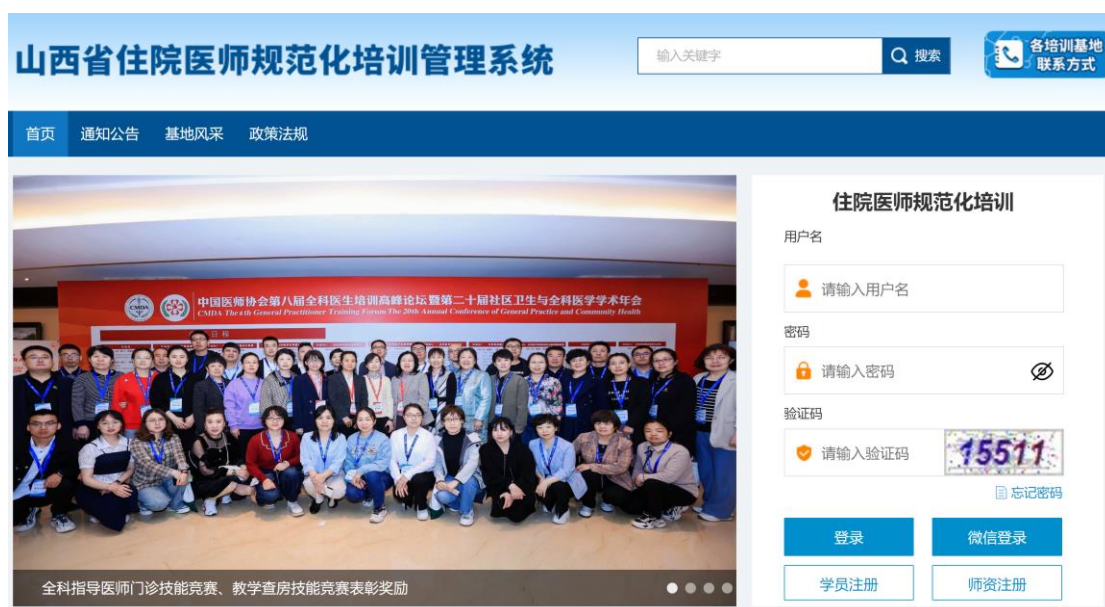 山西省住院医师规范化培训管理系统
输入关键字
搜索
各培训基地
联系方式
首页 通知公告 基地风采 政策法规
中国医师协会第八届全科医生培训高峰论坛暨第二十届社区卫生与全科医学学术年会
CMDA The 8th General Practitioner Training Forum The 20th Annual Conference of General Practice and Community Health
CMDA
日程
全科指导医师门诊技能竞赛、教学查房技能竞赛表彰奖励
住院医师规范化培训
用户名
请输入用户名
密码
请输入密码
验证码
请输入验证码
15511
忘记密码
登录 微信登录
学员注册 师资注册